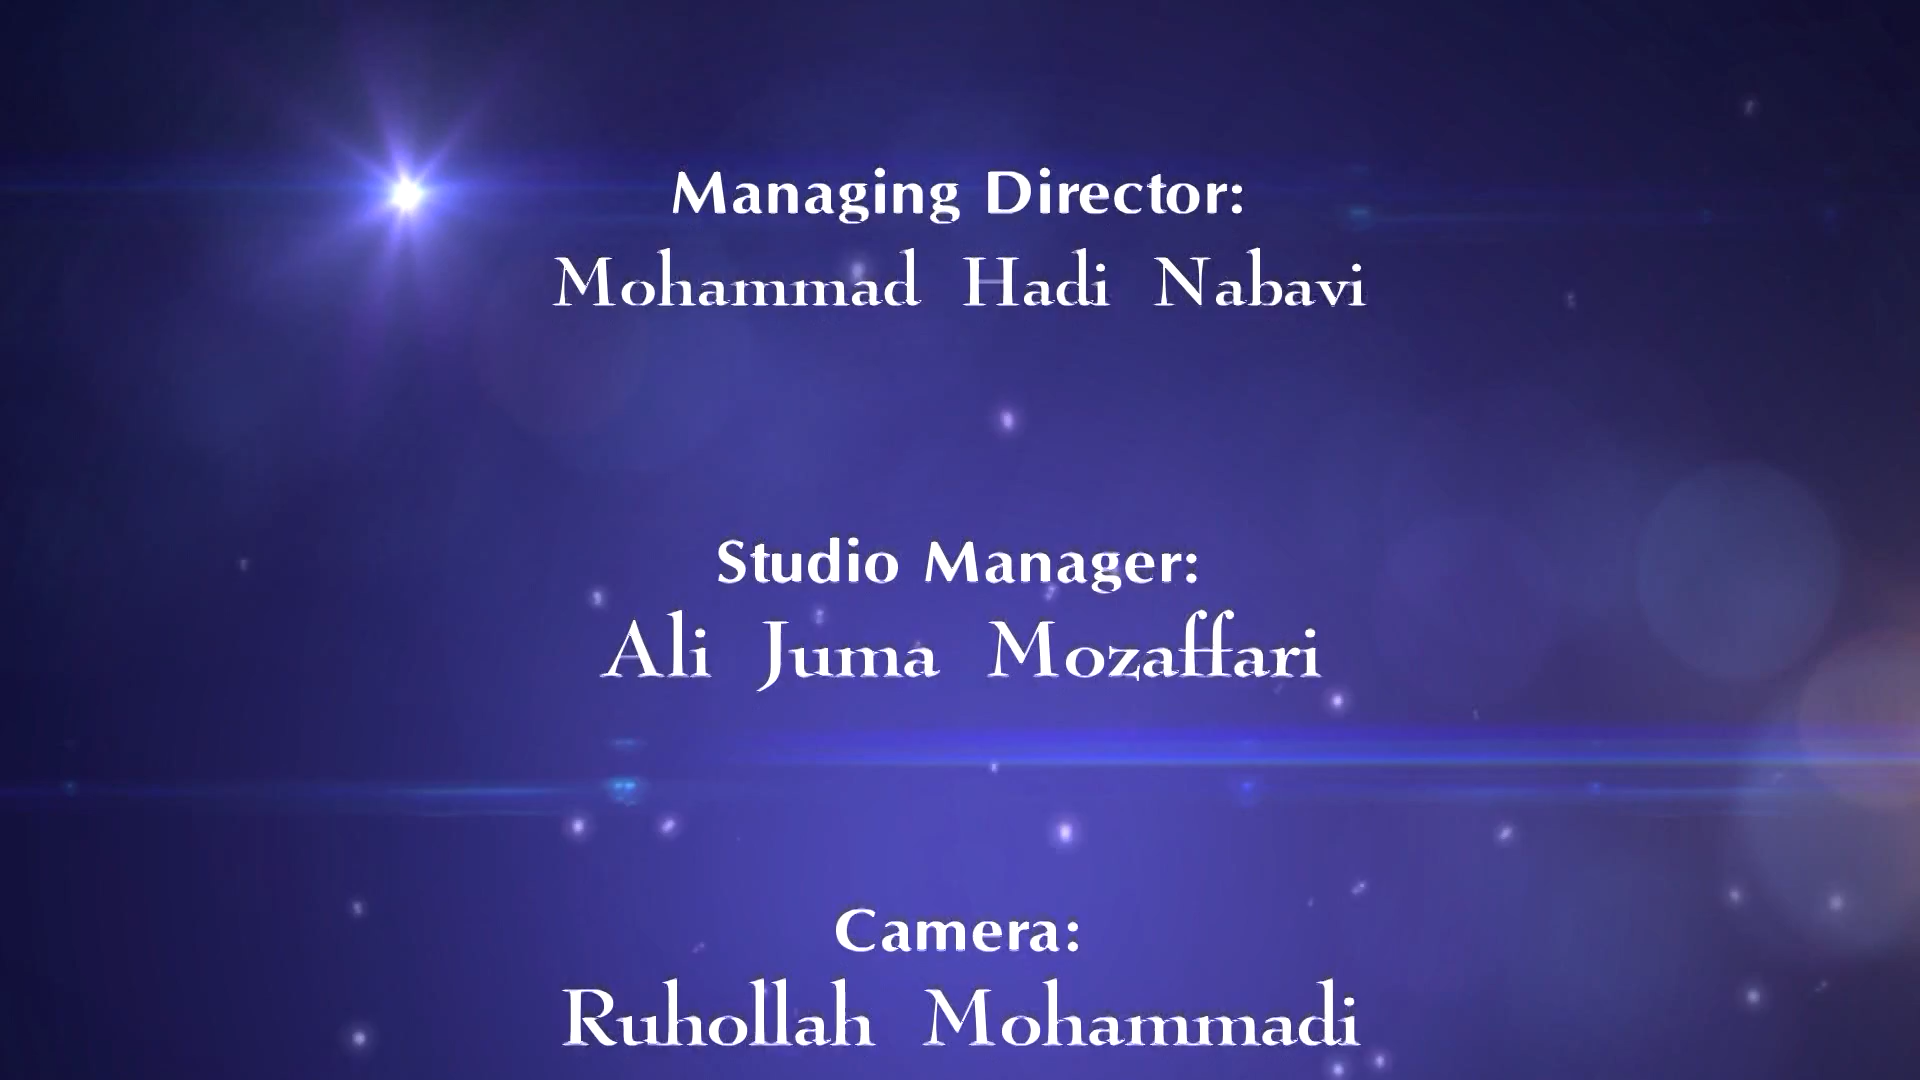 Managing Director:
Mohammad Hadi Nabavi
Studio Manager:
Ali Juma Mozaffari
Camera:
Ruhollah Mohammadi